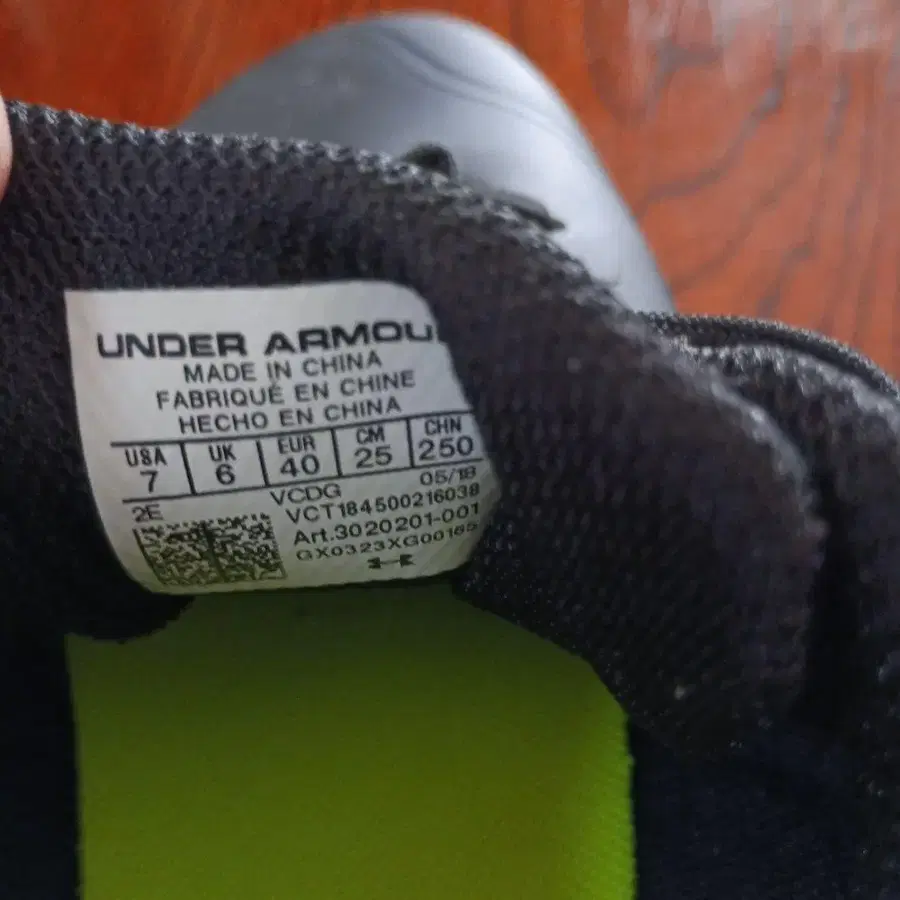 UNDER ARMOU
MADE IN CHINA
FABRIQUÉ EN CHINE
HECHO EN CHINA
USA UK EUR CM CHN
7 6 40 25 250
2E VCDG 05/18
VCT184500216038
Art.3020201-001
GX0323XG00165